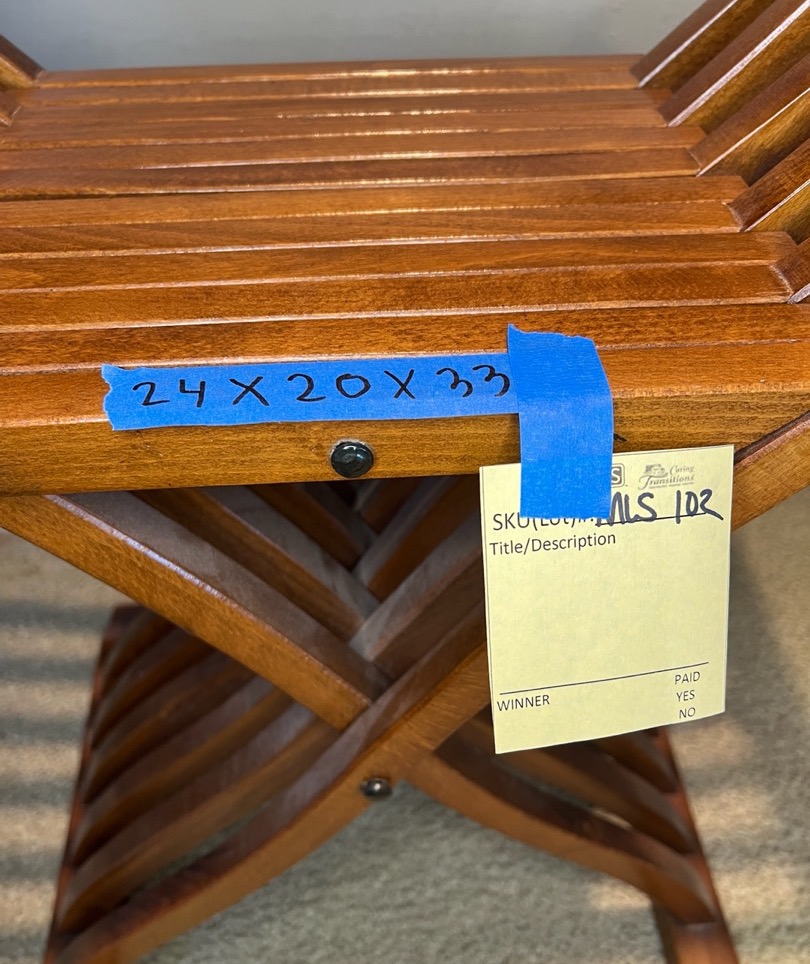 24 X 20 X 33
S
Caring
Transitions
SKU(Lot)#: MLS 102
Title/Description
WINNER
PAID
YES
NO